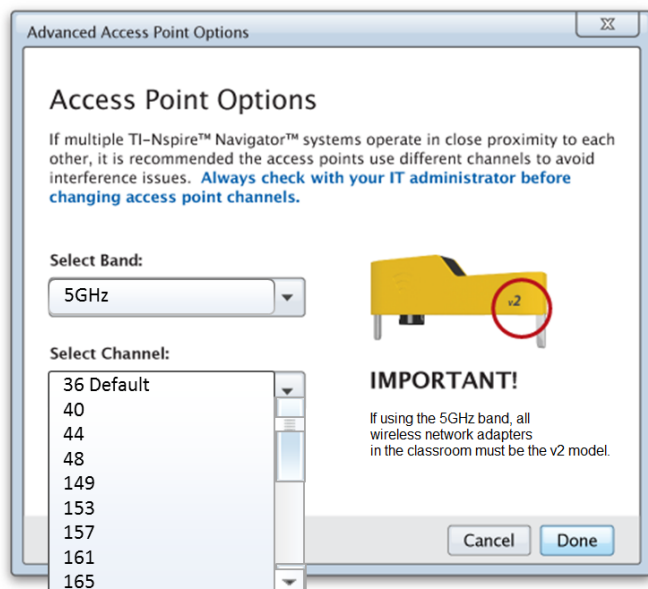 Advanced Access Point Options
Access Point Options
If multiple TI-Nspire™ Navigator™ systems operate in close proximity to each
other, it is recommended the access points use different channels to avoid
interference issues. Always check with your IT administrator before
changing access point channels.
Select Band:
5GHz
v2
Select Channel:
36 Default
40
44
48
149
153
157
161
165
IMPORTANT!
If using the 5GHz band, all
wireless network adapters
in the classroom must be the v2 model.
Cancel
Done